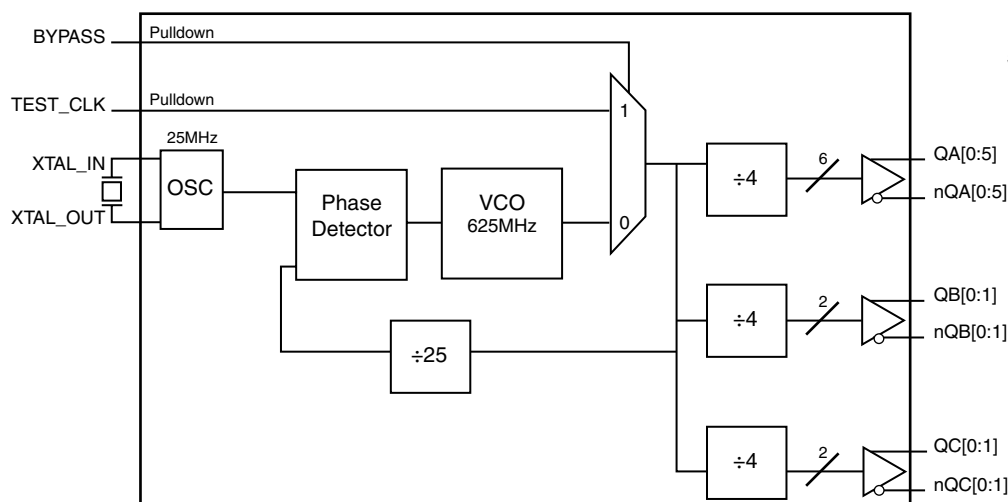 BYPASS
Pulldown
TEST_CLK
Pulldown
1
25MHz
XTAL_IN
OSC
XTAL_OUT
Phase
Detector
VCO
625MHz
0
÷4
6
QA[0:5]
nQA[0:5]
÷25
÷4
2
QB[0:1]
nQB[0:1]
÷4
2
QC[0:1]
nQC[0:1]